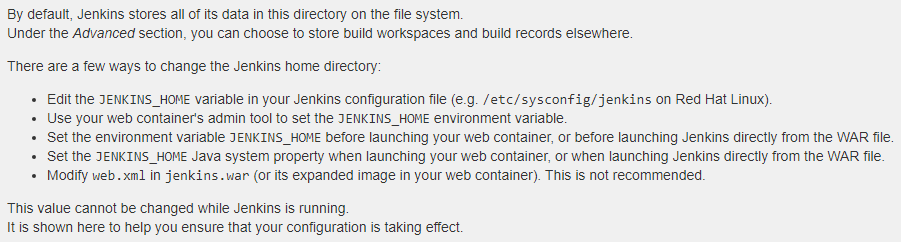 By default, Jenkins stores all of its data in this directory on the file system.
Under the Advanced section, you can choose to store build workspaces and build records elsewhere.
There are a few ways to change the Jenkins home directory:
• Edit the JENKINS_HOME variable in your Jenkins configuration file (e.g. /etc/sysconfig/jenkins on Red Hat Linux).
• Use your web container's admin tool to set the JENKINS_HOME environment variable.
• Set the environment variable JENKINS_HOME before launching your web container, or before launching Jenkins directly from the WAR file.
• Set the JENKINS_HOME Java system property when launching your web container, or when launching Jenkins directly from the WAR file.
• Modify web.xml in jenkins.war (or its expanded image in your web container). This is not recommended.
This value cannot be changed while Jenkins is running.
It is shown here to help you ensure that your configuration is taking effect.